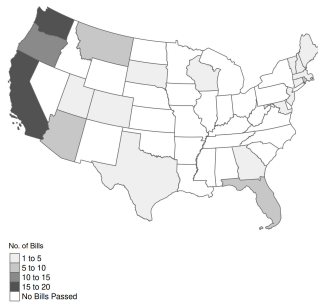 No. of Bills
1 to 5
5 to 10
10 to 15
15 to 20
No Bills Passed